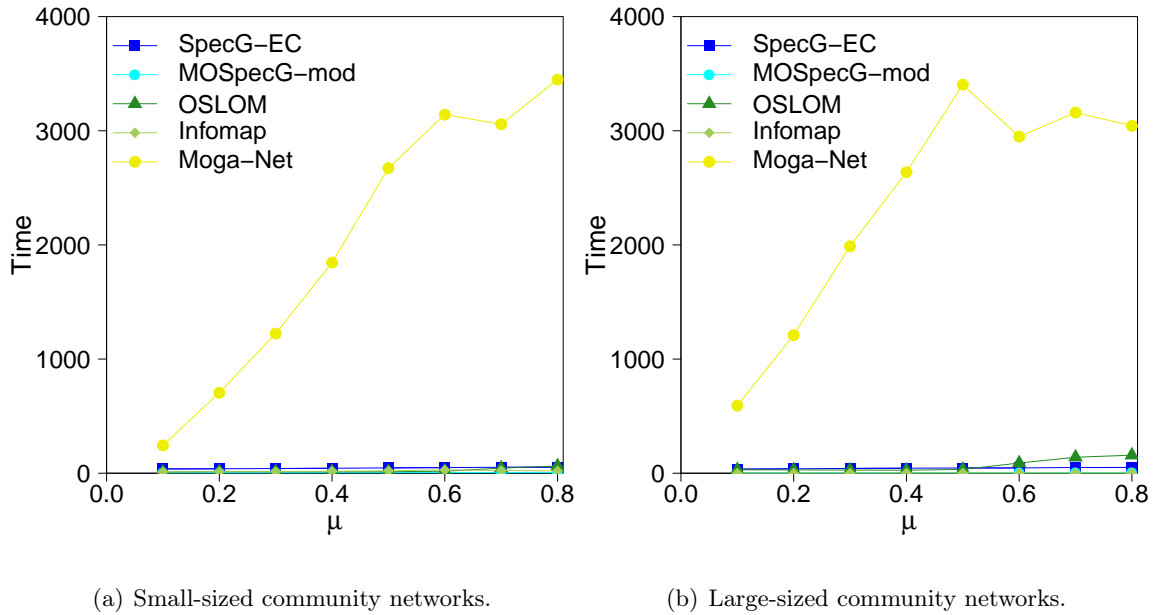 4000
3000
2000
1000
0
Time
SpecG−EC
MOSpecG−mod
OSLOM
Infomap
Moga−Net
0.0 0.2 0.4 0.6 0.8
μ
(a) Small-sized community networks.
4000
3000
2000
1000
0
Time
SpecG−EC
MOSpecG−mod
OSLOM
Infomap
Moga−Net
0.0 0.2 0.4 0.6 0.8
μ
(b) Large-sized community networks.